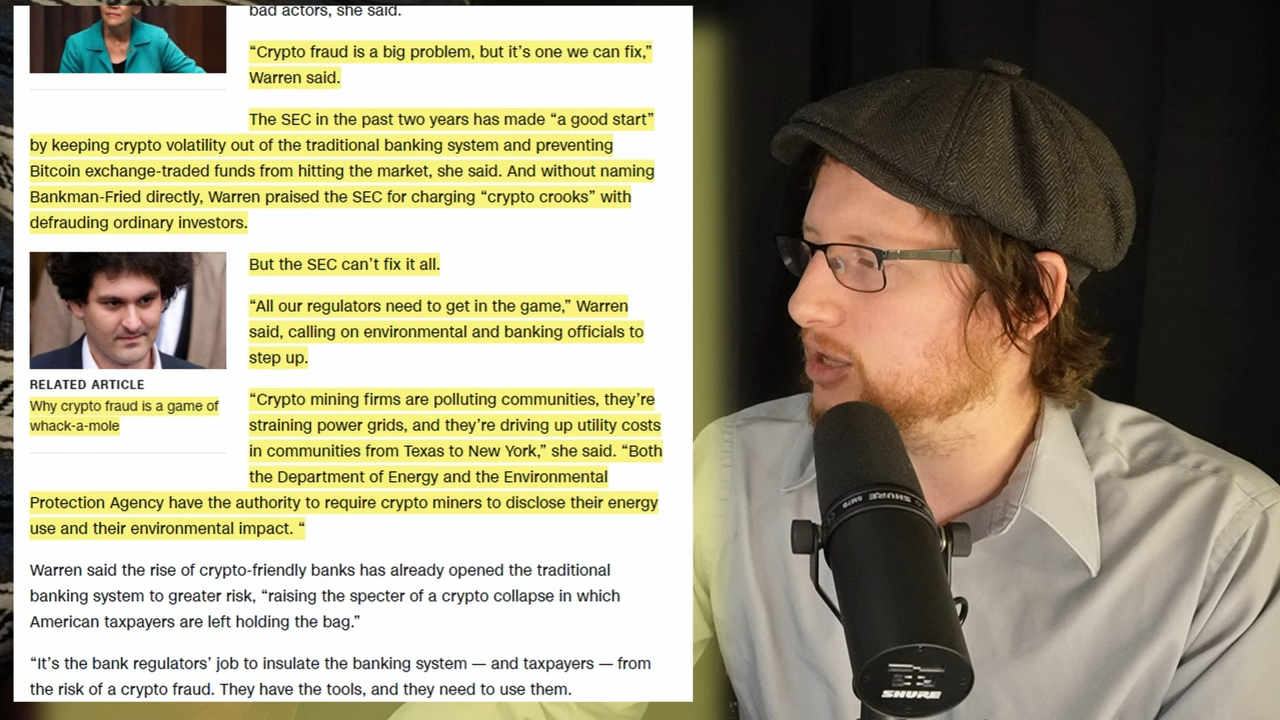 bad actors, she said.
“Crypto fraud is a big problem, but it’s one we can fix,”
Warren said.
The SEC in the past two years has made “a good start”
by keeping crypto volatility out of the traditional banking system and preventing
Bitcoin exchange-traded funds from hitting the market, she said. And without naming
Bankman-Fried directly, Warren praised the SEC for charging “crypto crooks” with
defrauding ordinary investors.
But the SEC can’t fix it all.
“All our regulators need to get in the game,” Warren
said, calling on environmental and banking officials to
step up.
RELATED ARTICLE
Why crypto fraud is a game of
whack-a-mole
“Crypto mining firms are polluting communities, they’re
straining power grids, and they’re driving up utility costs
in communities from Texas to New York,” she said. “Both
the Department of Energy and the Environmental
Protection Agency have the authority to require crypto miners to disclose their energy
use and their environmental impact. “
Warren said the rise of crypto-friendly banks has already opened the traditional
banking system to greater risk, “raising the specter of a crypto collapse in which
American taxpayers are left holding the bag.”
“It’s the bank regulators’ job to insulate the banking system — and taxpayers — from
the risk of a crypto fraud. They have the tools, and they need to use them.
SHURE SM7B
SHURE